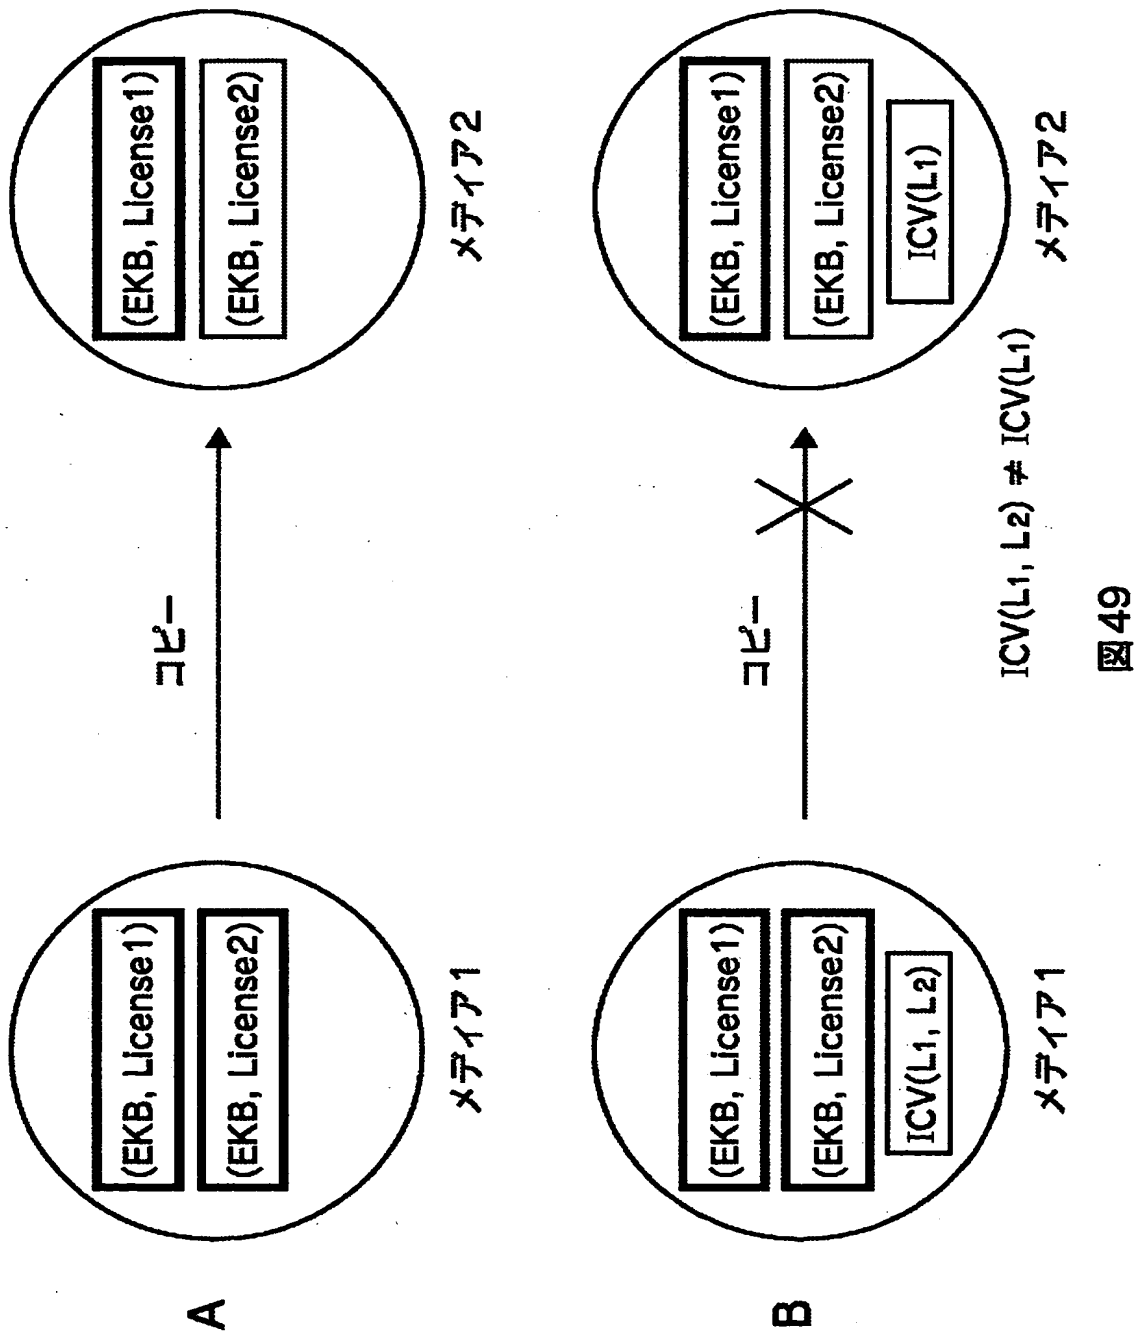 A
(EKB, License1)
(EKB, License2)
メディア1
コピー
(EKB, License1)
(EKB, License2)
メディア2
B
(EKB, License1)
(EKB, License2)
ICV(L1, L2)
メディア1
コピー
(EKB, License1)
(EKB, License2)
ICV(L1)
メディア2
ICV(L1, L2) ≠ ICV(L1)
図49